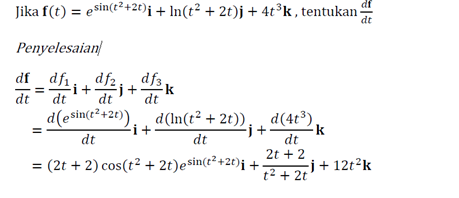 Jika 𝐟(t) = e^{sin(t²+2t)}𝐢 + ln(t² + 2t)𝐣 + 4t³𝐤 , tentukan d𝐟/dt
Penyelesaian
d𝐟/dt = df₁/dt 𝐢 + df₂/dt 𝐣 + df₃/dt 𝐤
= d(e^{sin(t²+2t)})/dt 𝐢 + d(ln(t² + 2t))/dt 𝐣 + d(4t³)/dt 𝐤
= (2t + 2) cos(t² + 2t)e^{sin(t²+2t)}𝐢 + (2t + 2)/(t² + 2t) 𝐣 + 12t²𝐤